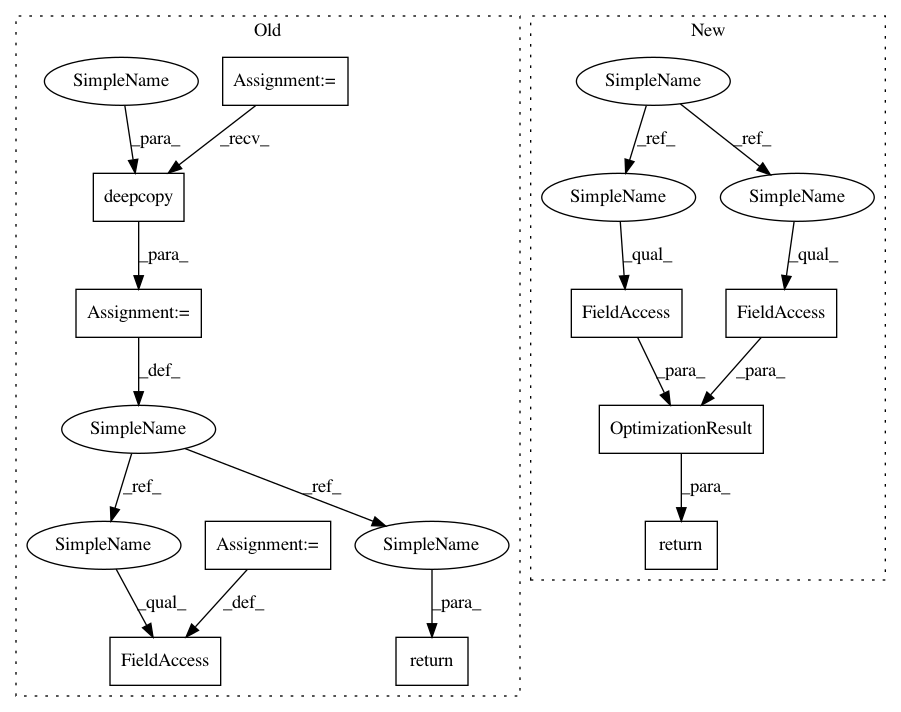 Old
New
SimpleName
Assignment:=
SimpleName
_para_
_recv_
_ref_
_ref_
deepcopy
SimpleName
SimpleName
_para_
_qual_
_qual_
Assignment:=
FieldAccess
FieldAccess
_def_
_para_
_para_
SimpleName
OptimizationResult
_ref_
_ref_
_para_
SimpleName
Assignment:=
SimpleName
return
_qual_
_def_
_para_
FieldAccess
return